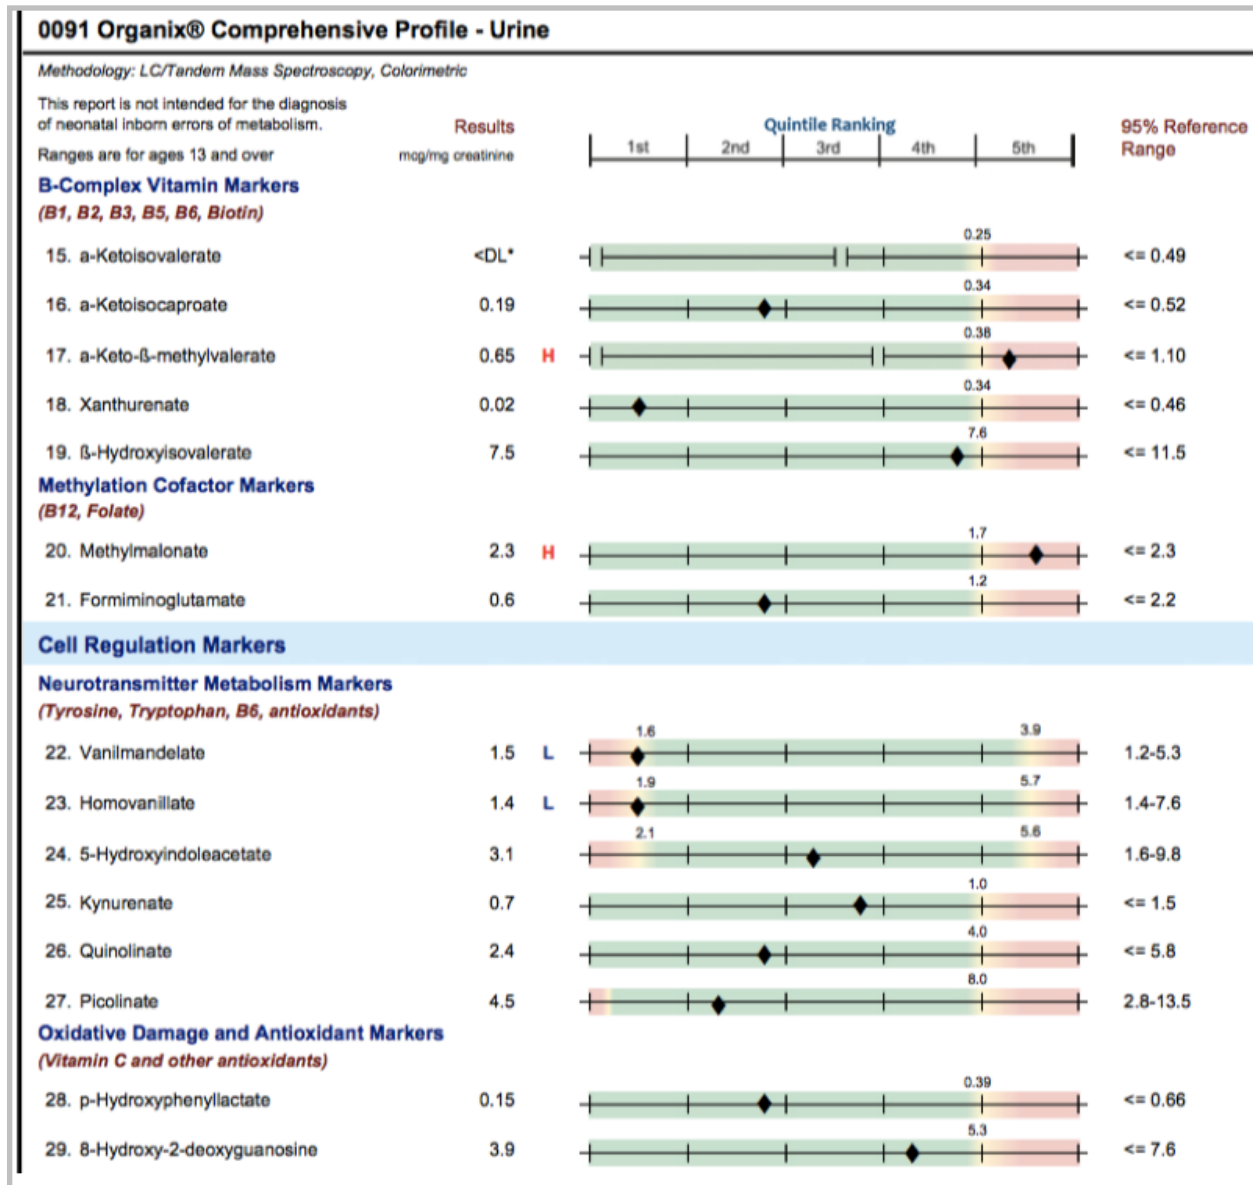 0091 Organix® Comprehensive Profile - Urine
Methodology: LC/Tandem Mass Spectroscopy, Colorimetric
This report is not intended for the diagnosis
of neonatal inborn errors of metabolism.
Ranges are for ages 13 and over
Results
mcg/mg creatinine
Quintile Ranking
1st 2nd 3rd 4th 5th
95% Reference
Range
B-Complex Vitamin Markers
(B1, B2, B3, B5, B6, Biotin)
0.25
15. a-Ketoisovalerate <DL* <= 0.49
0.34
16. a-Ketoisocaproate 0.19 <= 0.52
0.38
17. a-Keto-ß-methylvalerate 0.65 H <= 1.10
0.34
18. Xanthurenate 0.02 <= 0.46
7.6
19. ß-Hydroxyisovalerate 7.5 <= 11.5
Methylation Cofactor Markers
(B12, Folate)
1.7
20. Methylmalonate 2.3 H <= 2.3
1.2
21. Formiminoglutamate 0.6 <= 2.2
Cell Regulation Markers
Neurotransmitter Metabolism Markers
(Tyrosine, Tryptophan, B6, antioxidants)
1.6 3.9
22. Vanilmandelate 1.5 L 1.2-5.3
1.9 5.7
23. Homovanillate 1.4 L 1.4-7.6
2.1 5.6
24. 5-Hydroxyindoleacetate 3.1 1.6-9.8
1.0
25. Kynurenate 0.7 <= 1.5
4.0
26. Quinolinate 2.4 <= 5.8
8.0
27. Picolinate 4.5 2.8-13.5
Oxidative Damage and Antioxidant Markers
(Vitamin C and other antioxidants)
0.39
28. p-Hydroxyphenyllactate 0.15 <= 0.66
5.3
29. 8-Hydroxy-2-deoxyguanosine 3.9 <= 7.6